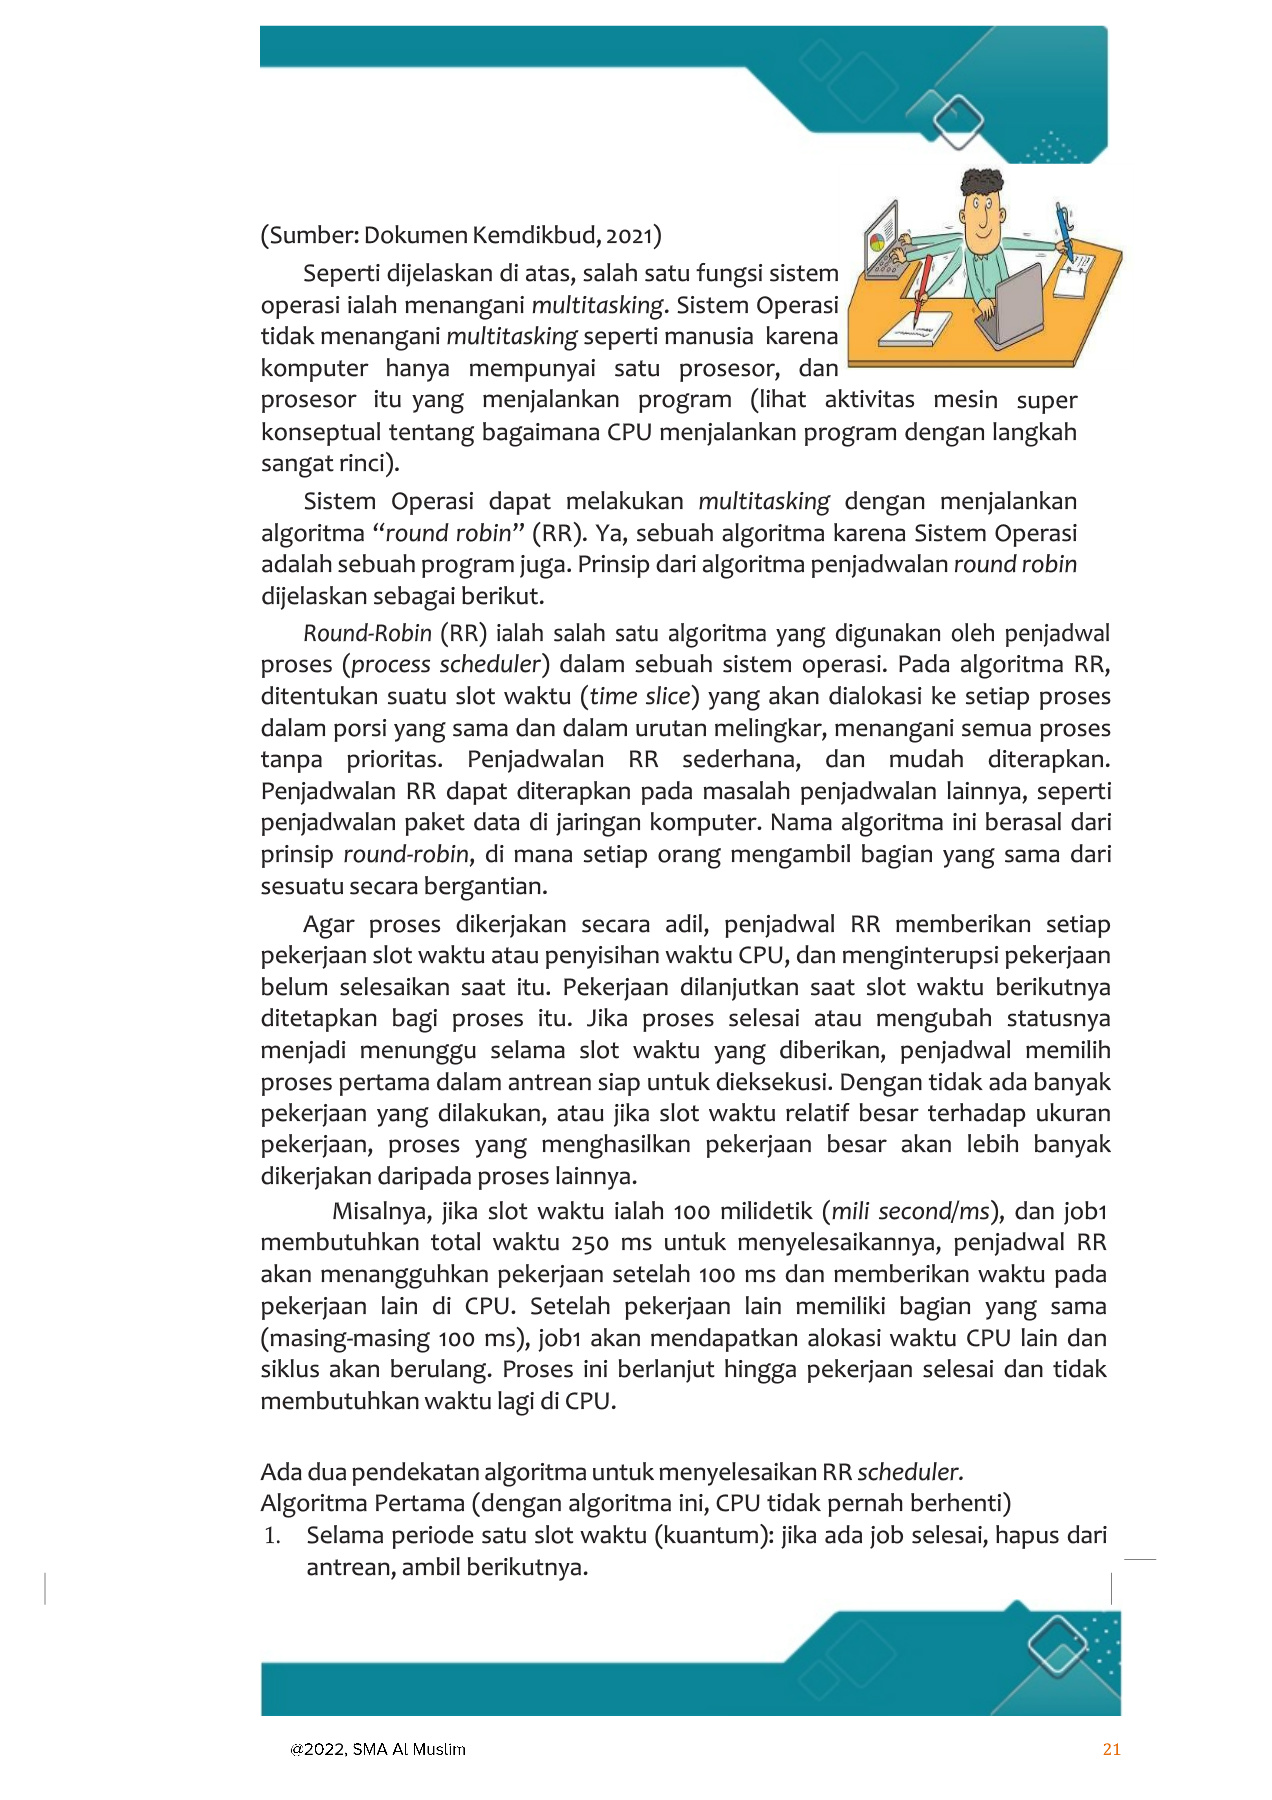 (Sumber: Dokumen Kemdikbud, 2021)
Seperti dijelaskan di atas, salah satu fungsi sistem
operasi ialah menangani multitasking. Sistem Operasi
tidak menangani multitasking seperti manusia karena
komputer hanya mempunyai satu prosesor, dan
prosesor itu yang menjalankan program (lihat aktivitas mesin super
konseptual tentang bagaimana CPU menjalankan program dengan langkah
sangat rinci).
Sistem Operasi dapat melakukan multitasking dengan menjalankan
algoritma “round robin” (RR). Ya, sebuah algoritma karena Sistem Operasi
adalah sebuah program juga. Prinsip dari algoritma penjadwalan round robin
dijelaskan sebagai berikut.
Round-Robin (RR) ialah salah satu algoritma yang digunakan oleh penjadwal
proses (process scheduler) dalam sebuah sistem operasi. Pada algoritma RR,
ditentukan suatu slot waktu (time slice) yang akan dialokasi ke setiap proses
dalam porsi yang sama dan dalam urutan melingkar, menangani semua proses
tanpa prioritas. Penjadwalan RR sederhana, dan mudah diterapkan.
Penjadwalan RR dapat diterapkan pada masalah penjadwalan lainnya, seperti
penjadwalan paket data di jaringan komputer. Nama algoritma ini berasal dari
prinsip round-robin, di mana setiap orang mengambil bagian yang sama dari
sesuatu secara bergantian.
Agar proses dikerjakan secara adil, penjadwal RR memberikan setiap
pekerjaan slot waktu atau penyisihan waktu CPU, dan menginterupsi pekerjaan
belum selesaikan saat itu. Pekerjaan dilanjutkan saat slot waktu berikutnya
ditetapkan bagi proses itu. Jika proses selesai atau mengubah statusnya
menjadi menunggu selama slot waktu yang diberikan, penjadwal memilih
proses pertama dalam antrean siap untuk dieksekusi. Dengan tidak ada banyak
pekerjaan yang dilakukan, atau jika slot waktu relatif besar terhadap ukuran
pekerjaan, proses yang menghasilkan pekerjaan besar akan lebih banyak
dikerjakan daripada proses lainnya.
Misalnya, jika slot waktu ialah 100 milidetik (mili second/ms), dan job1
membutuhkan total waktu 250 ms untuk menyelesaikannya, penjadwal RR
akan menangguhkan pekerjaan setelah 100 ms dan memberikan waktu pada
pekerjaan lain di CPU. Setelah pekerjaan lain memiliki bagian yang sama
(masing-masing 100 ms), job1 akan mendapatkan alokasi waktu CPU lain dan
siklus akan berulang. Proses ini berlanjut hingga pekerjaan selesai dan tidak
membutuhkan waktu lagi di CPU.
Ada dua pendekatan algoritma untuk menyelesaikan RR scheduler.
Algoritma Pertama (dengan algoritma ini, CPU tidak pernah berhenti)
1. Selama periode satu slot waktu (kuantum): jika ada job selesai, hapus dari
antrean, ambil berikutnya.
@2022, SMA Al Muslim
21